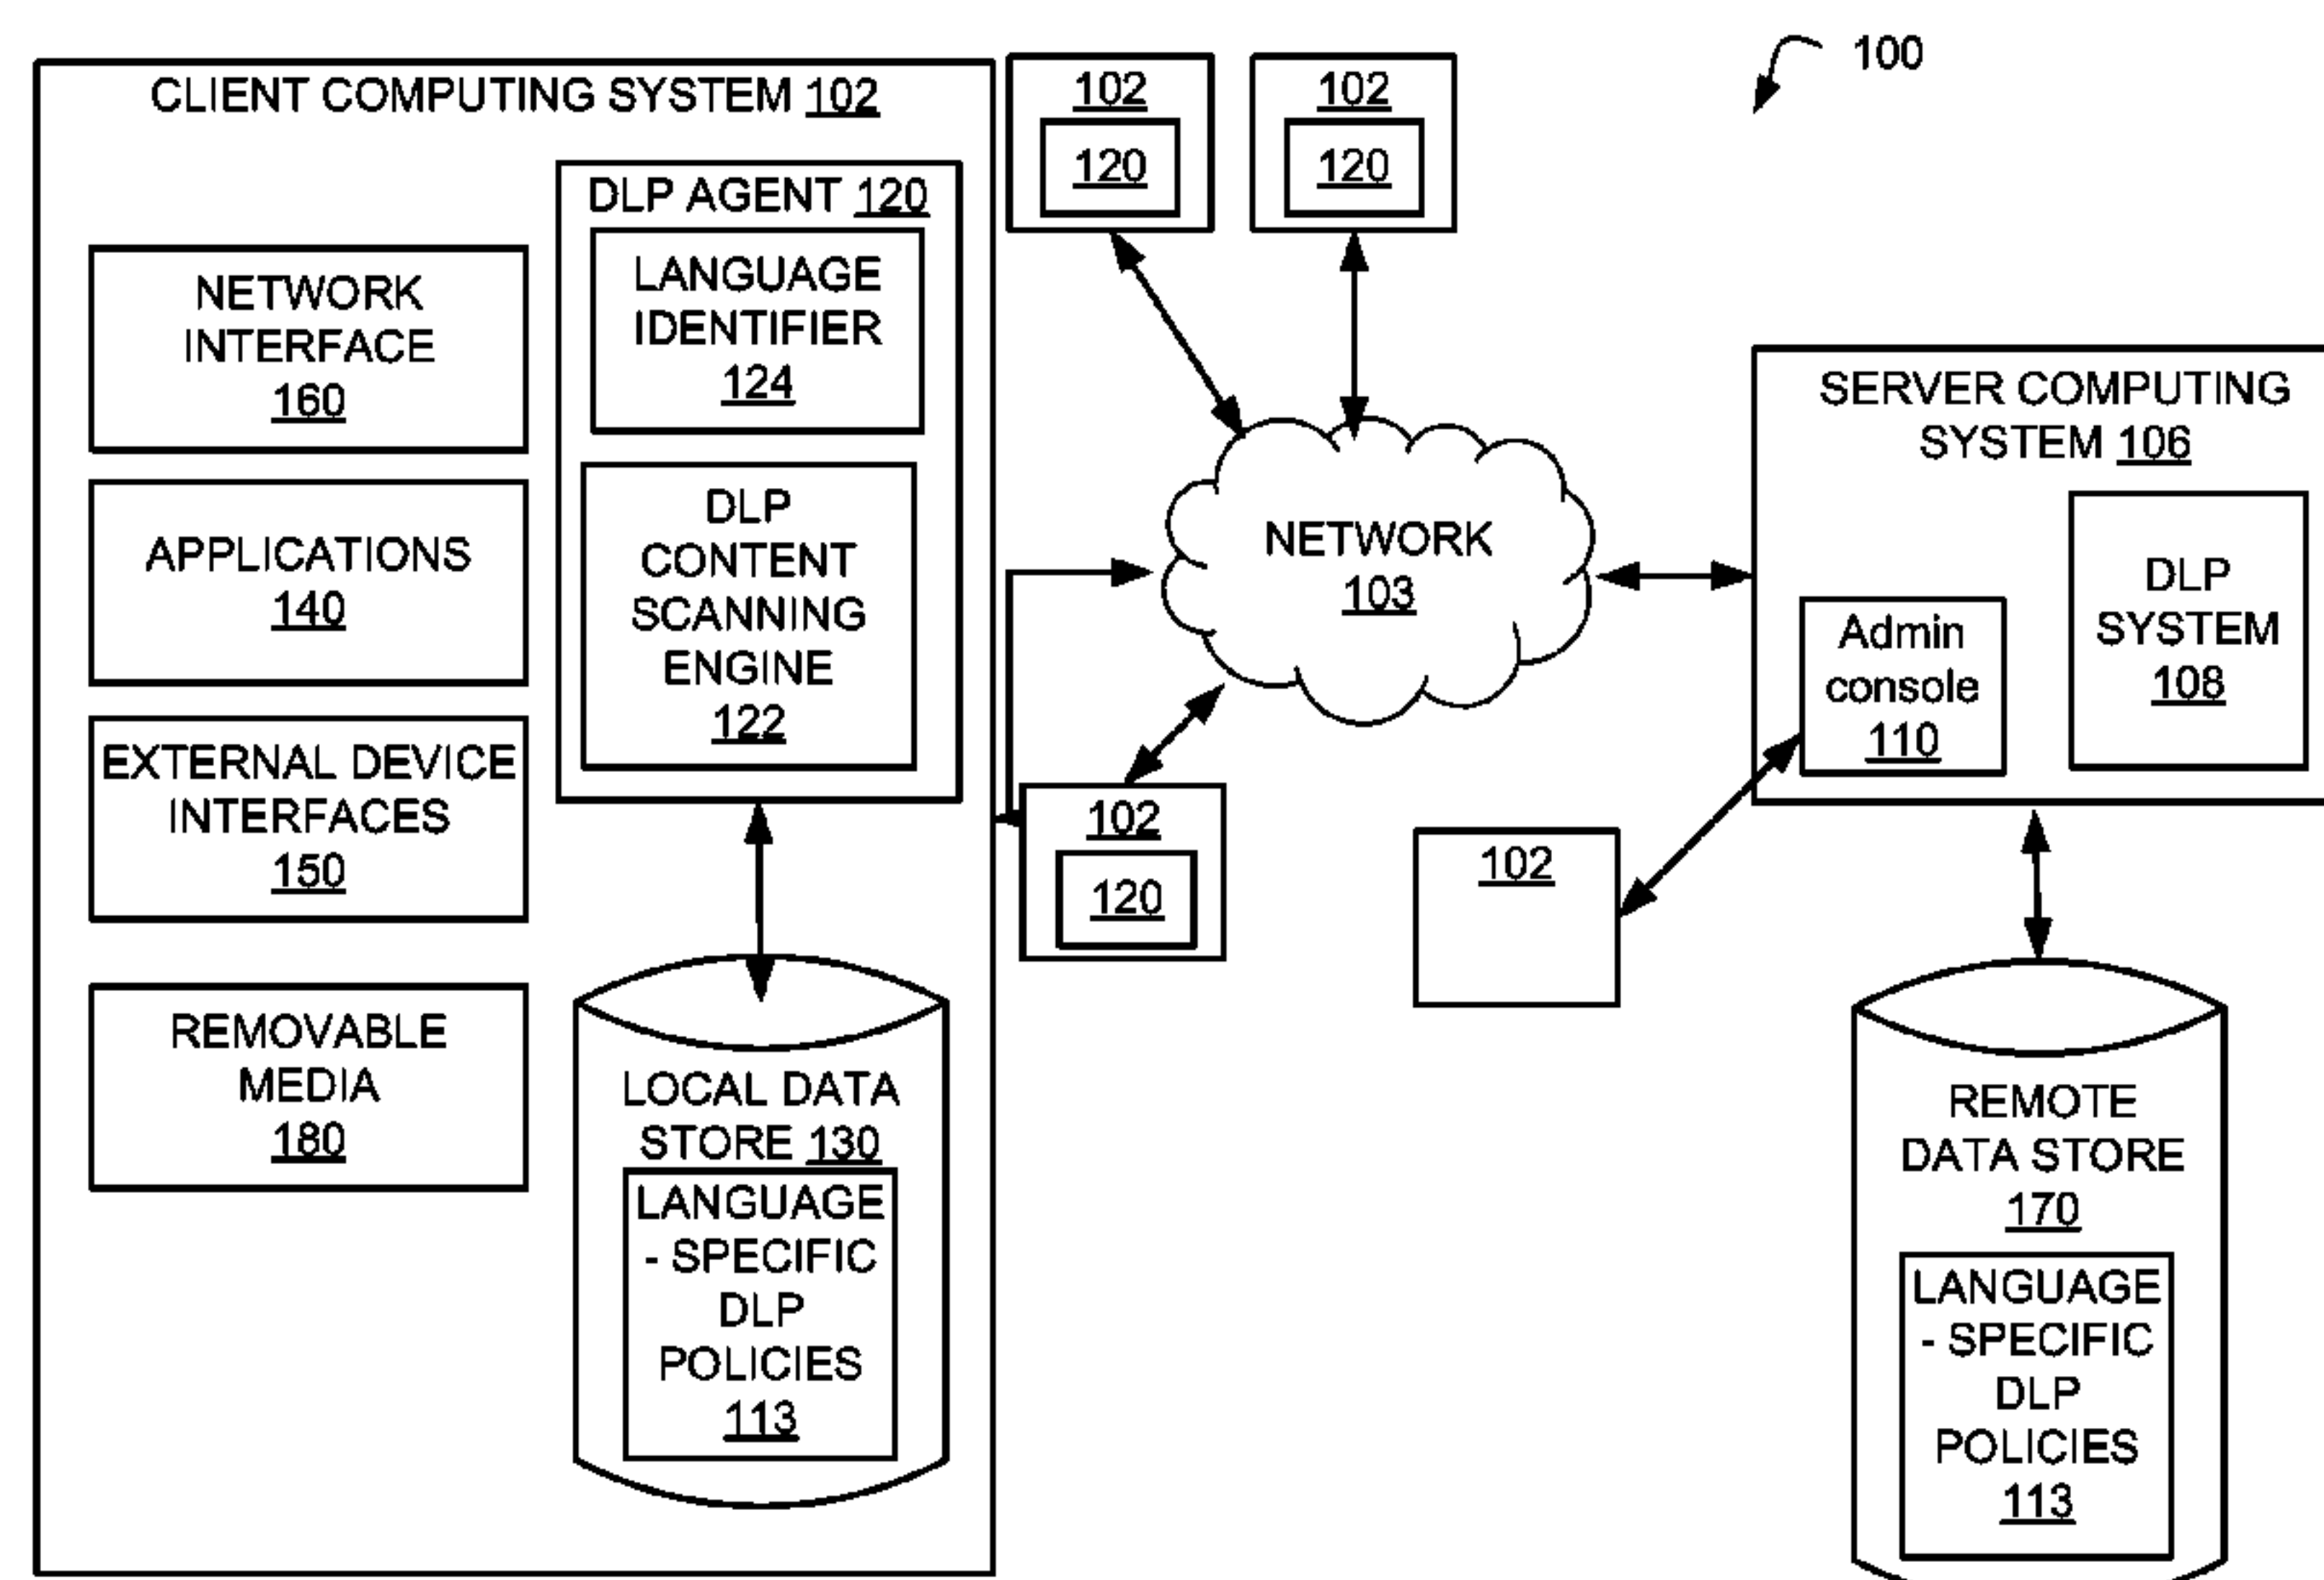 100
CLIENT COMPUTING SYSTEM 102
NETWORK
INTERFACE
160
APPLICATIONS
140
EXTERNAL DEVICE
INTERFACES
150
REMOVABLE
MEDIA
180
DLP AGENT 120
LANGUAGE
IDENTIFIER
124
DLP
CONTENT
SCANNING
ENGINE
122
LOCAL DATA
STORE 130
LANGUAGE
- SPECIFIC
DLP
POLICIES
113
102
120
102
120
NETWORK
103
102
120
102
SERVER COMPUTING
SYSTEM 106
Admin
console
110
DLP
SYSTEM
108
REMOTE
DATA STORE
170
LANGUAGE
- SPECIFIC
DLP
POLICIES
113